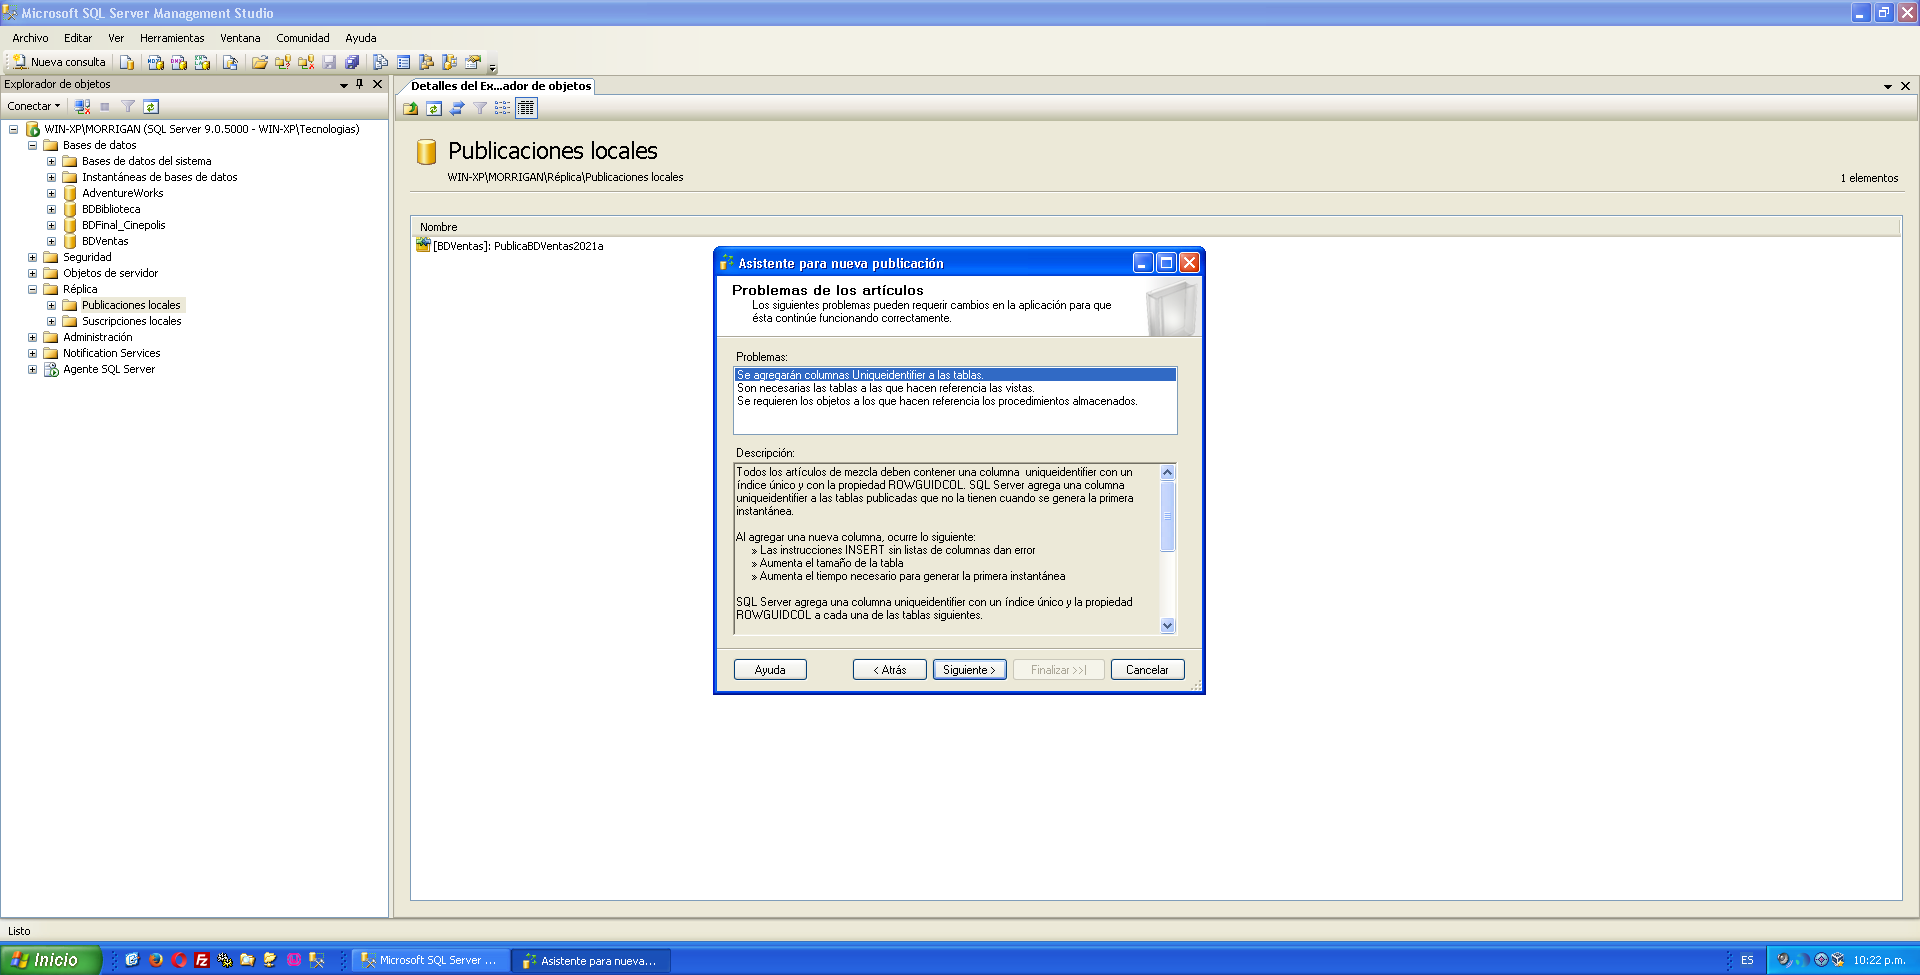 Microsoft SQL Server Management Studio
Archivo Editar Ver Herramientas Ventana Comunidad Ayuda
Nueva consulta
Explorador de objetos
Conectar
WIN-XP\MORRIGAN (SQL Server 9.0.5000 - WIN-XP\Tecnologias)
Bases de datos
Bases de datos del sistema
Instantáneas de bases de datos
AdventureWorks
BDBiblioteca
BDFinal_Cinepolis
BDVentas
Seguridad
Objetos de servidor
Réplica
Publicaciones locales
Suscripciones locales
Administración
Notification Services
Agente SQL Server
Detalles del Ex...ador de objetos
Publicaciones locales
WIN-XP\MORRIGAN\Réplica\Publicaciones locales
1 elementos
Nombre
[BDVentas]: PublicaBDVentas2021a
Asistente para nueva publicación
Problemas de los artículos
Los siguientes problemas pueden requerir cambios en la aplicación para que
ésta continúe funcionando correctamente.
Problemas:
Se agregarán columnas Uniqueidentifier a las tablas.
Son necesarias las tablas a las que hacen referencia las vistas.
Se requieren los objetos a los que hacen referencia los procedimientos almacenados.
Descripción:
Todos los artículos de mezcla deben contener una columna uniqueidentifier con un
índice único y con la propiedad ROWGUIDCOL. SQL Server agrega una columna
uniqueidentifier a las tablas publicadas que no la tienen cuando se genera la primera
instantánea.
Al agregar una nueva columna, ocurre lo siguiente:
» Las instrucciones INSERT sin listas de columnas dan error
» Aumenta el tamaño de la tabla
» Aumenta el tiempo necesario para generar la primera instantánea
SQL Server agrega una columna uniqueidentifier con un índice único y la propiedad
ROWGUIDCOL a cada una de las tablas siguientes.
Ayuda < Atrás Siguiente > Finalizar >>| Cancelar
Listo
Inicio
Microsoft SQL Server ...
Asistente para nueva...
ES
10:22 p.m.